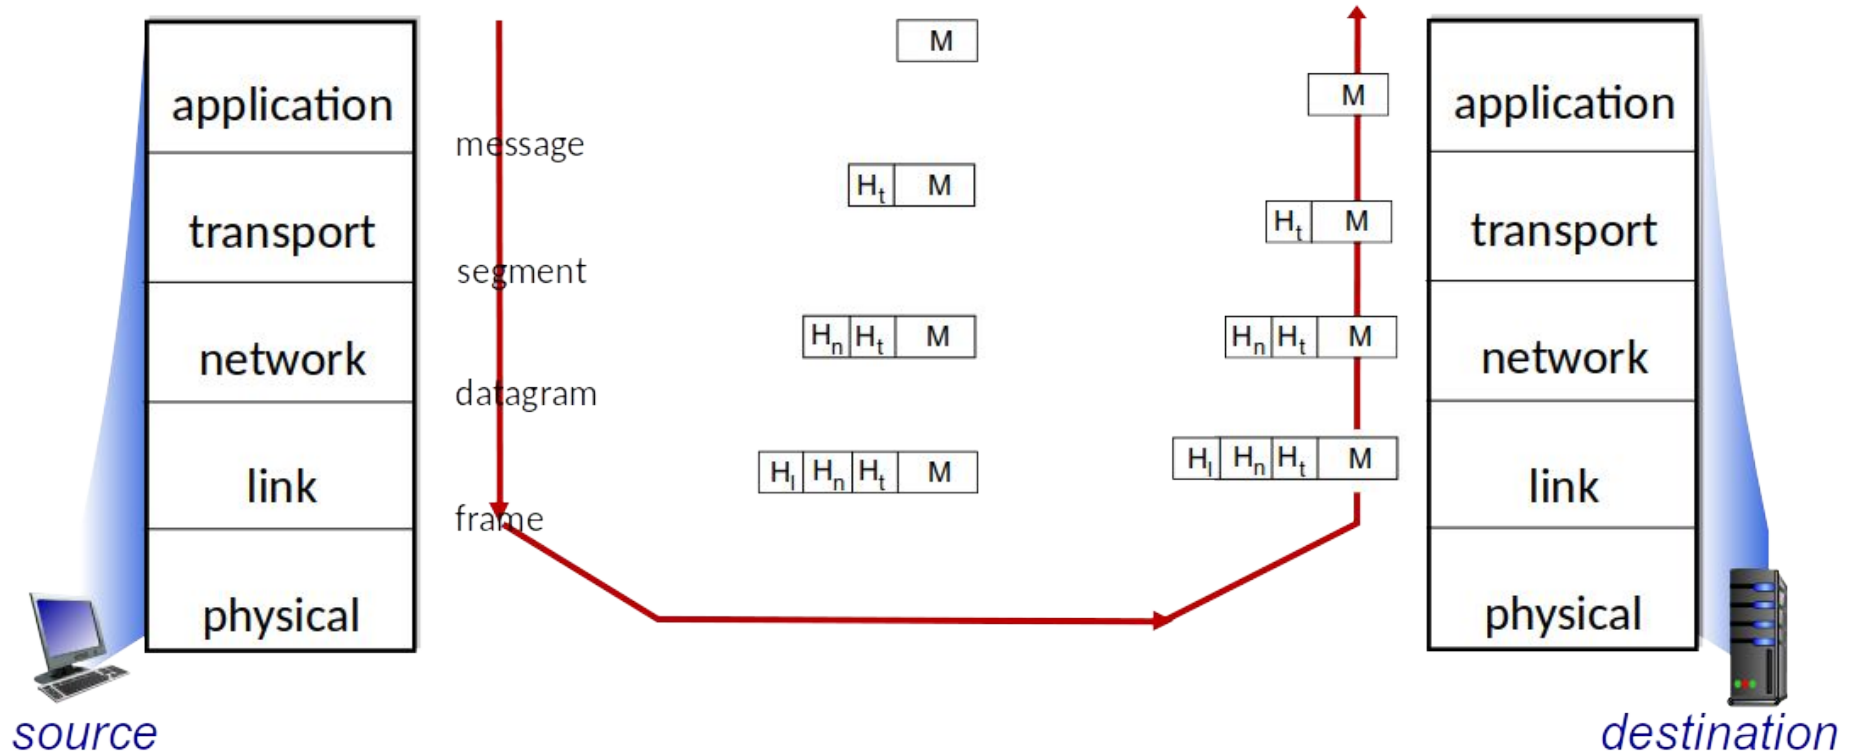 application
transport
network
link
physical
source
message
segment
datagram
frame
M
Ht M
Hn Ht M
Hl Hn Ht M
M
Ht M
Hn Ht M
Hl Hn Ht M
application
transport
network
link
physical
destination